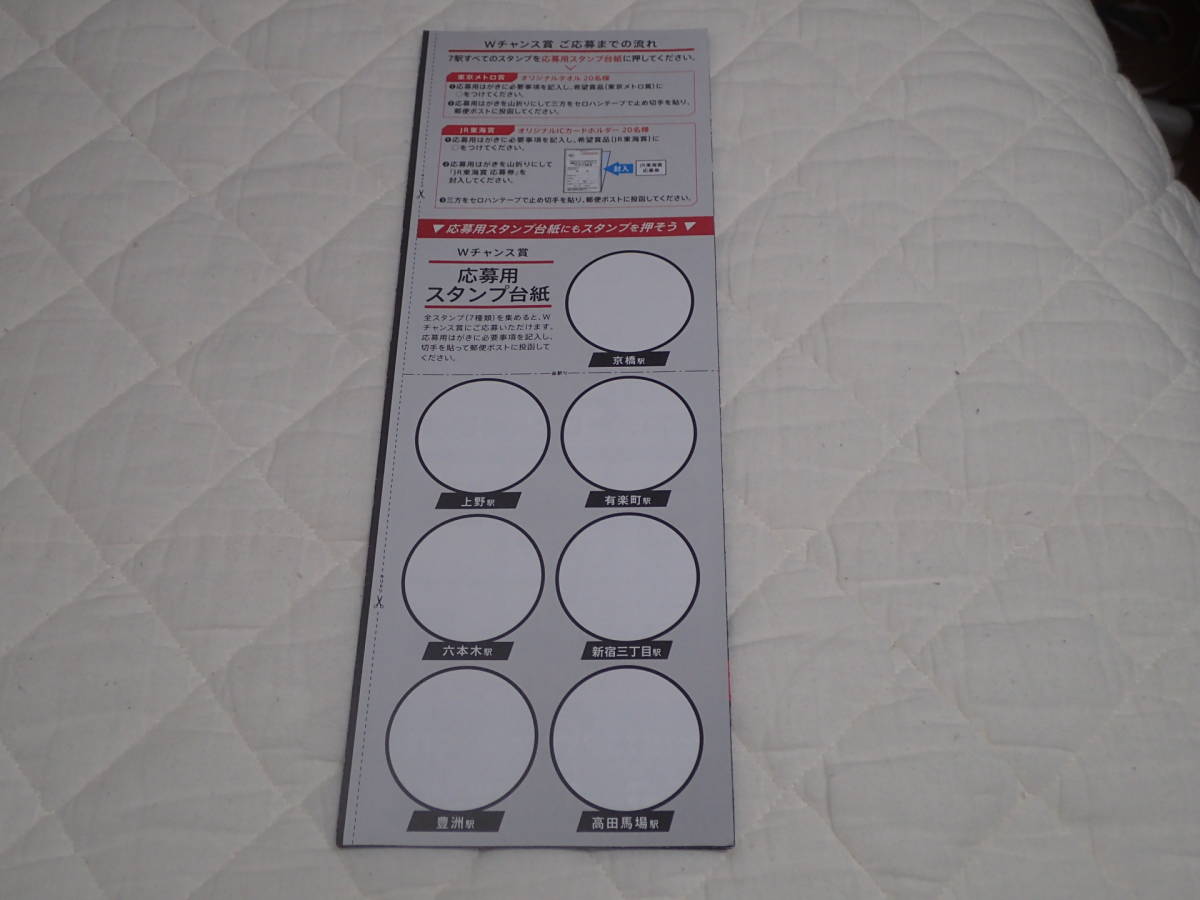 Wチャンス賞 ご応募までの流れ
7駅すべてのスタンプを応募用スタンプ台紙に押してください。
東京メトロ賞 オリジナルタオル 20名様
❶応募用はがきに必要事項を記入し、希望賞品(東京メトロ賞)に
○をつけてください。
❷応募用はがきを山折りにして三方をセロハンテープで止め切手を貼り、
郵便ポストに投函してください。
JR東海賞 オリジナルICカードホルダー 20名様
❶応募用はがきに必要事項を記入し、希望賞品(JR東海賞)に
○をつけてください。
❷応募用はがきを山折りにして
「JR東海賞 応募券」を
封入してください。
封入
JR東海賞
応募券
❸三方をセロハンテープで止め切手を貼り、郵便ポストに投函してください。
▼ 応募用スタンプ台紙にもスタンプを押そう ▼
Wチャンス賞
応募用
スタンプ台紙
全スタンプ(7種類)を集めると、W
チャンス賞にご応募いただけます。
応募用はがきに必要事項を記入し、
切手を貼って郵便ポストに投函して
ください。
京橋駅
上野駅
有楽町駅
六本木駅
新宿三丁目駅
豊洲駅
高田馬場駅